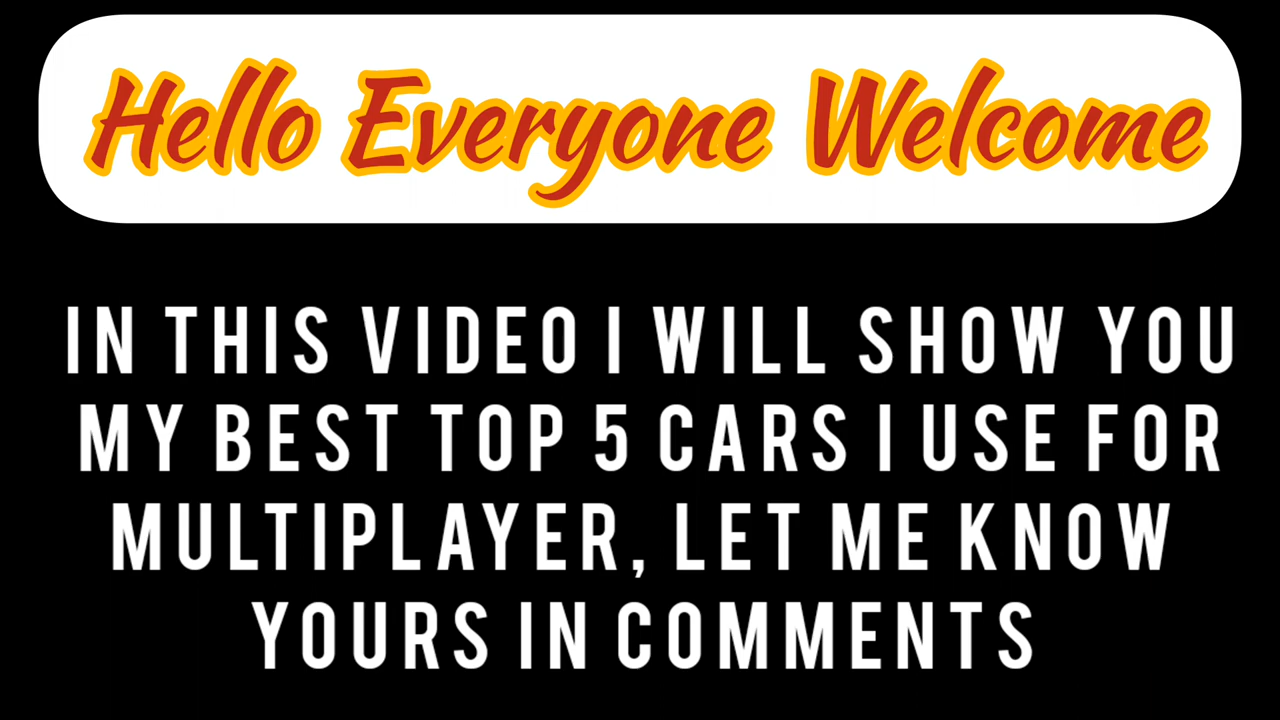 Hello Everyone Welcome
IN THIS VIDEO I WILL SHOW YOU
MY BEST TOP 5 CARS I USE FOR
MULTIPLAYER, LET ME KNOW
YOURS IN COMMENTS